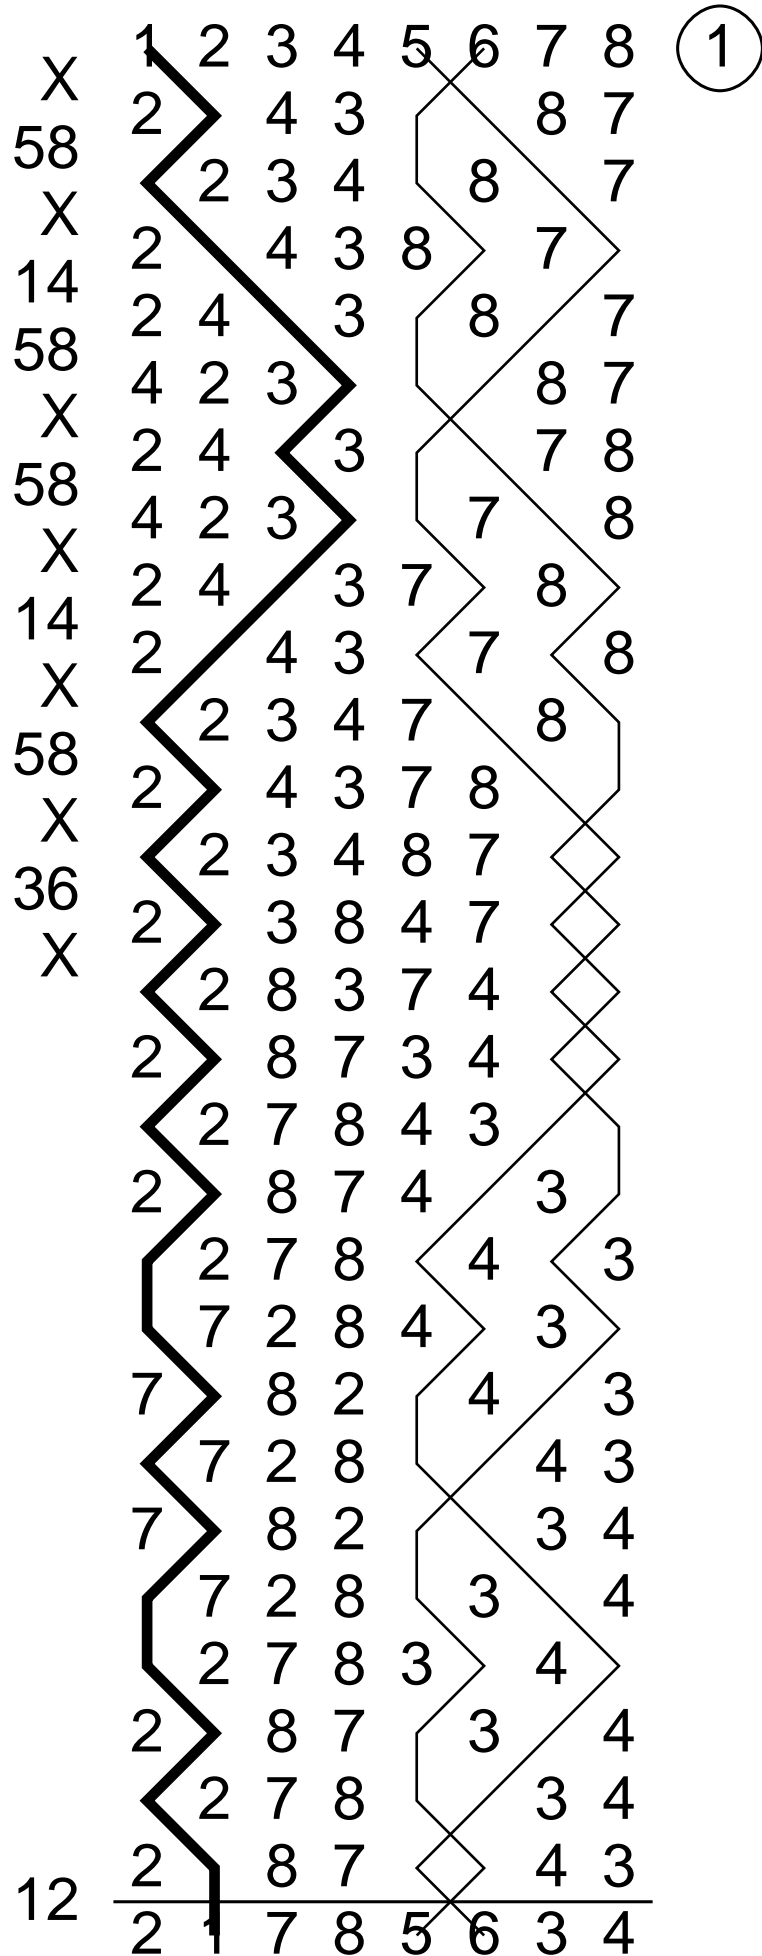 1 2 3 4 5 6 7 8 1
X
2 4 3 8 7
58
2 3 4 8 7
X
2 4 3 8 7
14
2 4 3 8 7
58
4 2 3 8 7
X
2 4 3 7 8
58
4 2 3 7 8
X
2 4 3 7 8
14
2 4 3 7 8
X
2 3 4 7 8
58
2 4 3 7 8
X
2 3 4 8 7
36
2 3 8 4 7
X
2 8 3 7 4
2 8 7 3 4
2 7 8 4 3
2 8 7 4 3
2 7 8 4 3
7 2 8 4 3
7 8 2 4 3
7 2 8 4 3
7 8 2 3 4
7 2 8 3 4
2 7 8 3 4
2 8 7 3 4
2 7 8 3 4
2 8 7 4 3
12
2 1 7 8 5 6 3 4